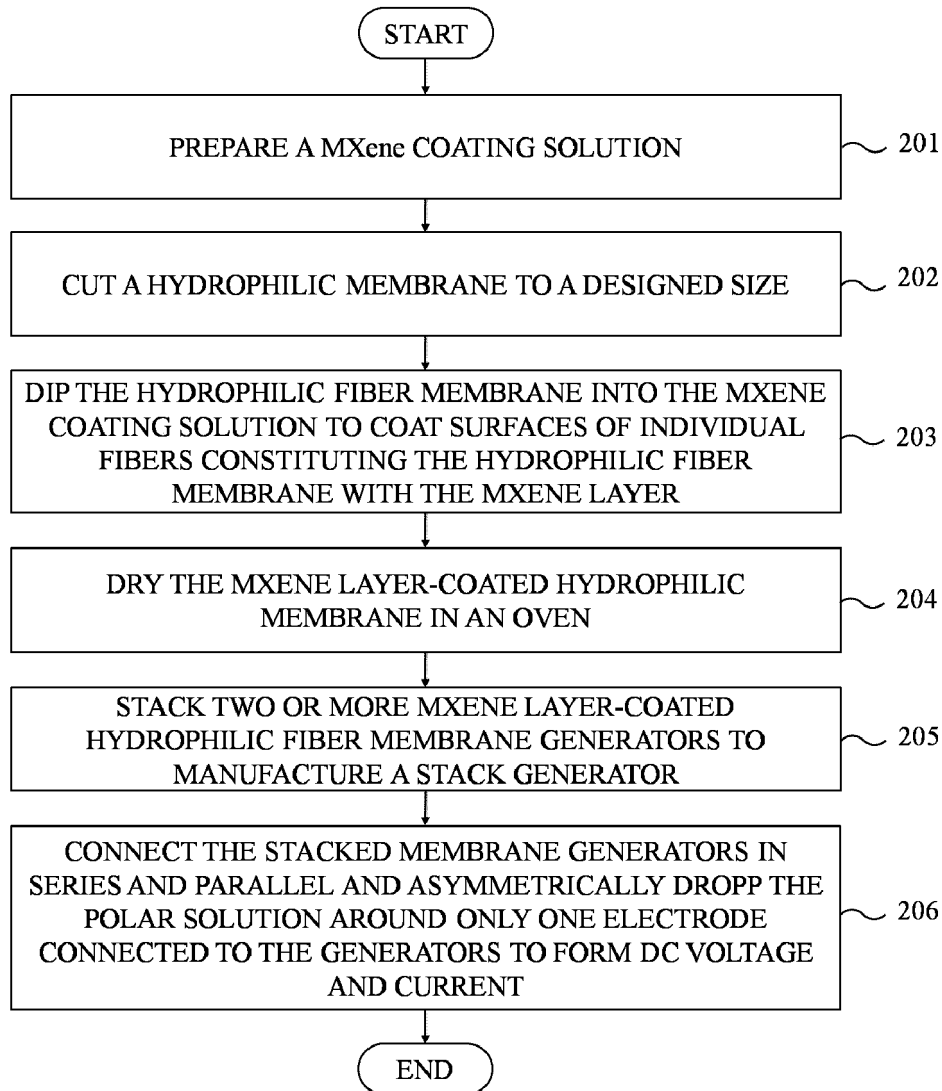 START
PREPARE A MXene COATING SOLUTION
201
CUT A HYDROPHILIC MEMBRANE TO A DESIGNED SIZE
202
DIP THE HYDROPHILIC FIBER MEMBRANE INTO THE MXENE
COATING SOLUTION TO COAT SURFACES OF INDIVIDUAL
FIBERS CONSTITUTING THE HYDROPHILIC FIBER
MEMBRANE WITH THE MXENE LAYER
203
DRY THE MXENE LAYER-COATED HYDROPHILIC
MEMBRANE IN AN OVEN
204
STACK TWO OR MORE MXENE LAYER-COATED
HYDROPHILIC FIBER MEMBRANE GENERATORS TO
MANUFACTURE A STACK GENERATOR
205
CONNECT THE STACKED MEMBRANE GENERATORS IN
SERIES AND PARALLEL AND ASYMMETRICALLY DROPP THE
POLAR SOLUTION AROUND ONLY ONE ELECTRODE
CONNECTED TO THE GENERATORS TO FORM DC VOLTAGE
AND CURRENT
206
END